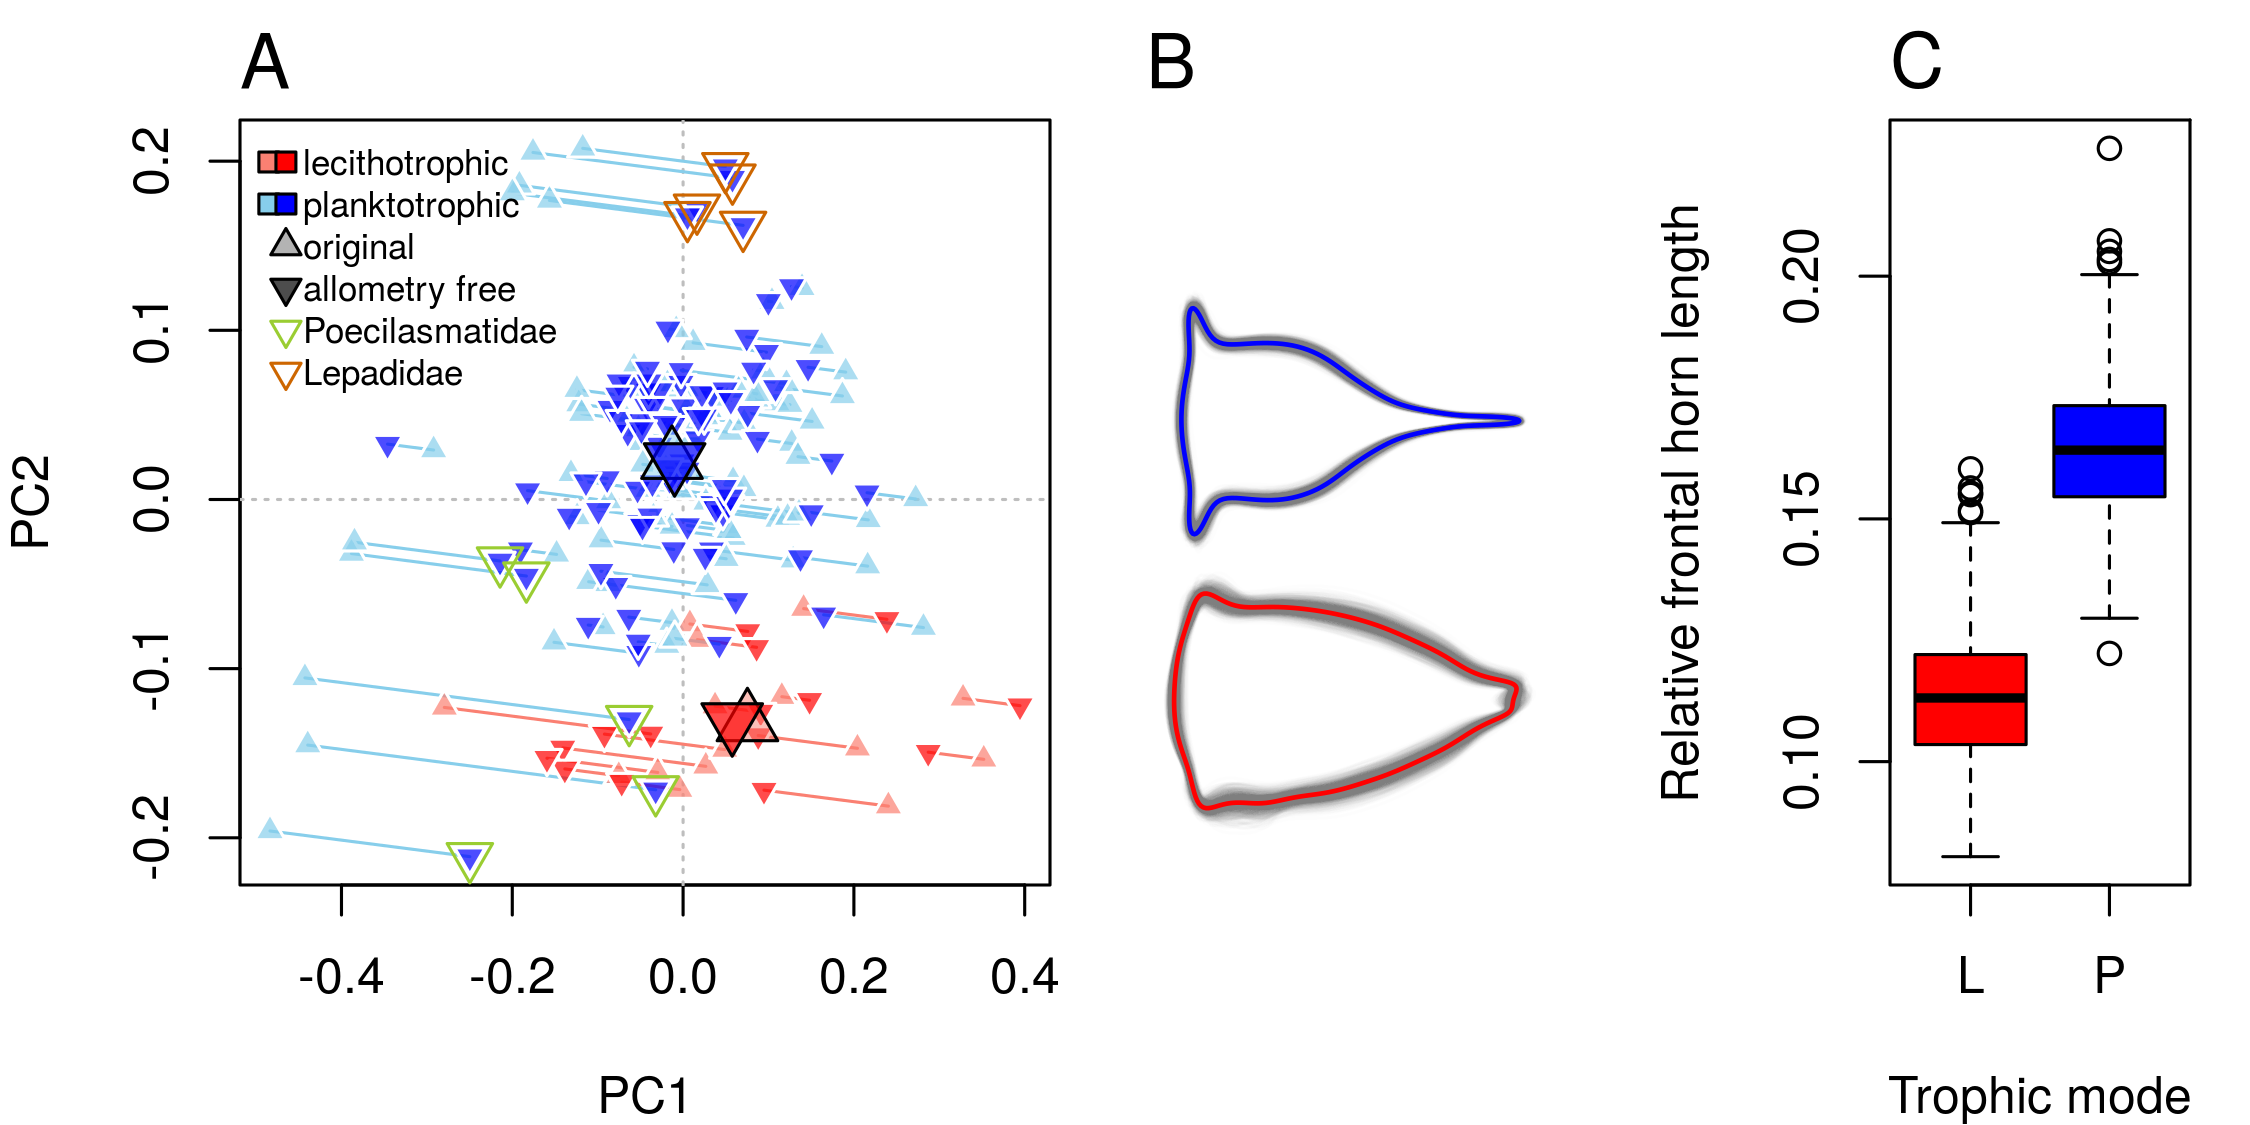 A
B
C
lecithotrophic
planktotrophic
original
allometry free
Poecilasmatidae
Lepadidae
PC2
0.2
0.1
0.0
-0.1
-0.2
-0.4
-0.2
0.0
0.2
0.4
PC1
Relative frontal horn length
0.20
0.15
0.10
L
P
Trophic mode